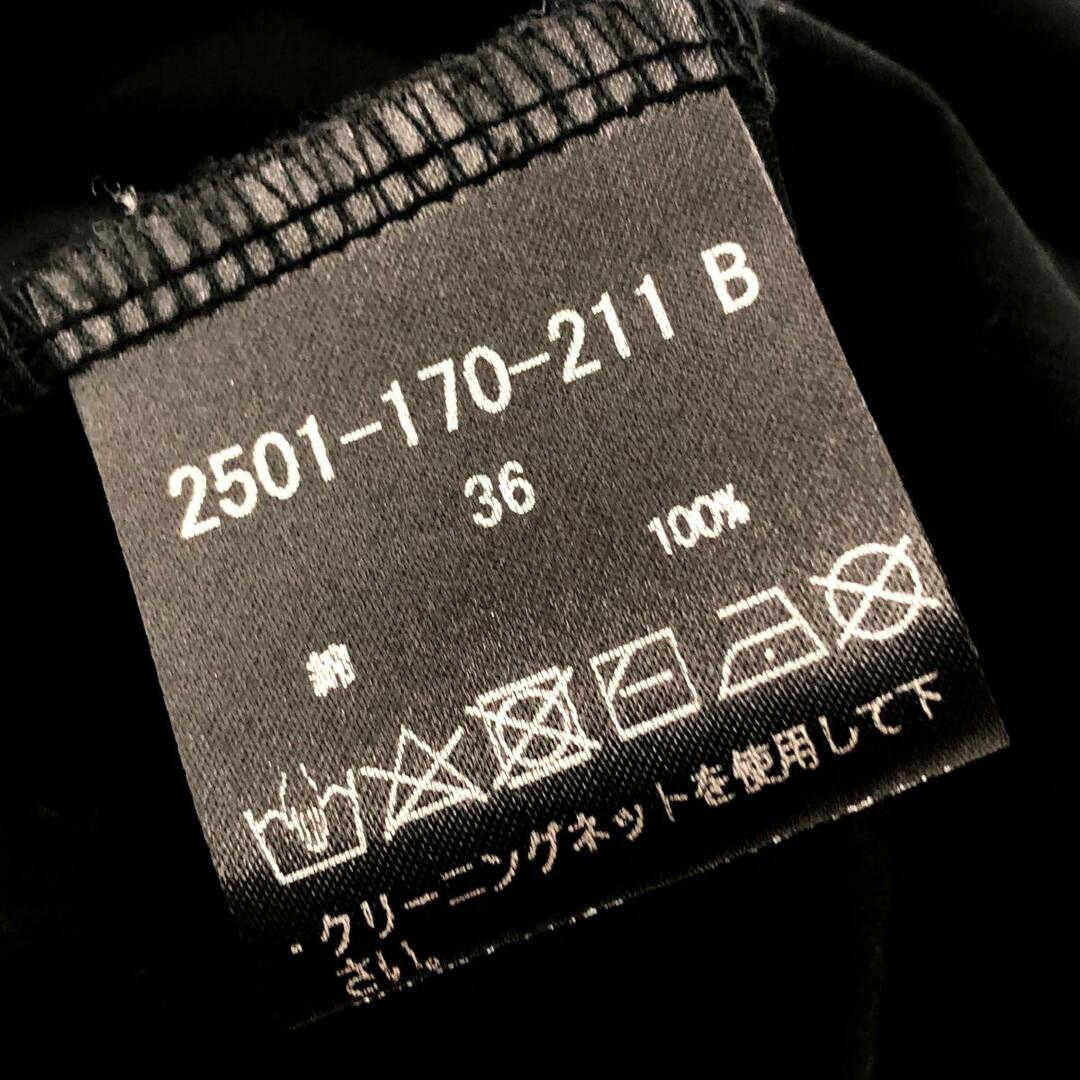 2501-170-211 B
36
綿 100%
・クリーニングネットを使用して下
さい。